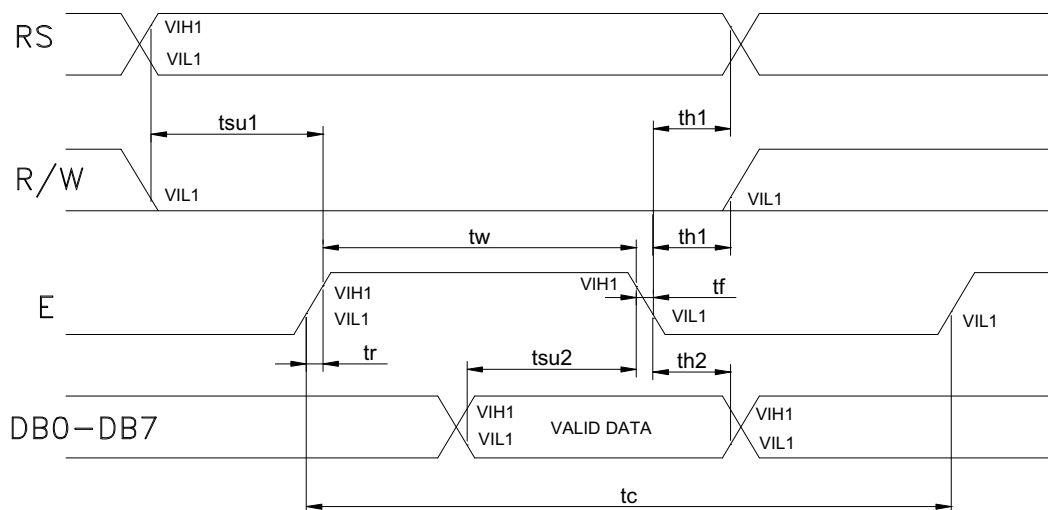 RS
VIH1
VIL1
tsu1
th1
R/W
VIL1
VIL1
tw
th1
E
VIH1
VIL1
VIH1
tf
VIL1
VIL1
tr
tsu2
th2
DB0-DB7
VIH1
VIL1
VALID DATA
VIH1
VIL1
tc